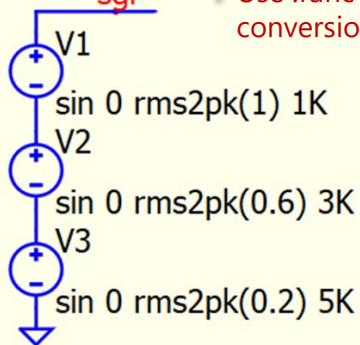 conversio
V1
sin 0 rms2pk(1) 1K
V2
sin 0 rms2pk(0.6) 3K
V3
sin 0 rms2pk(0.2) 5K